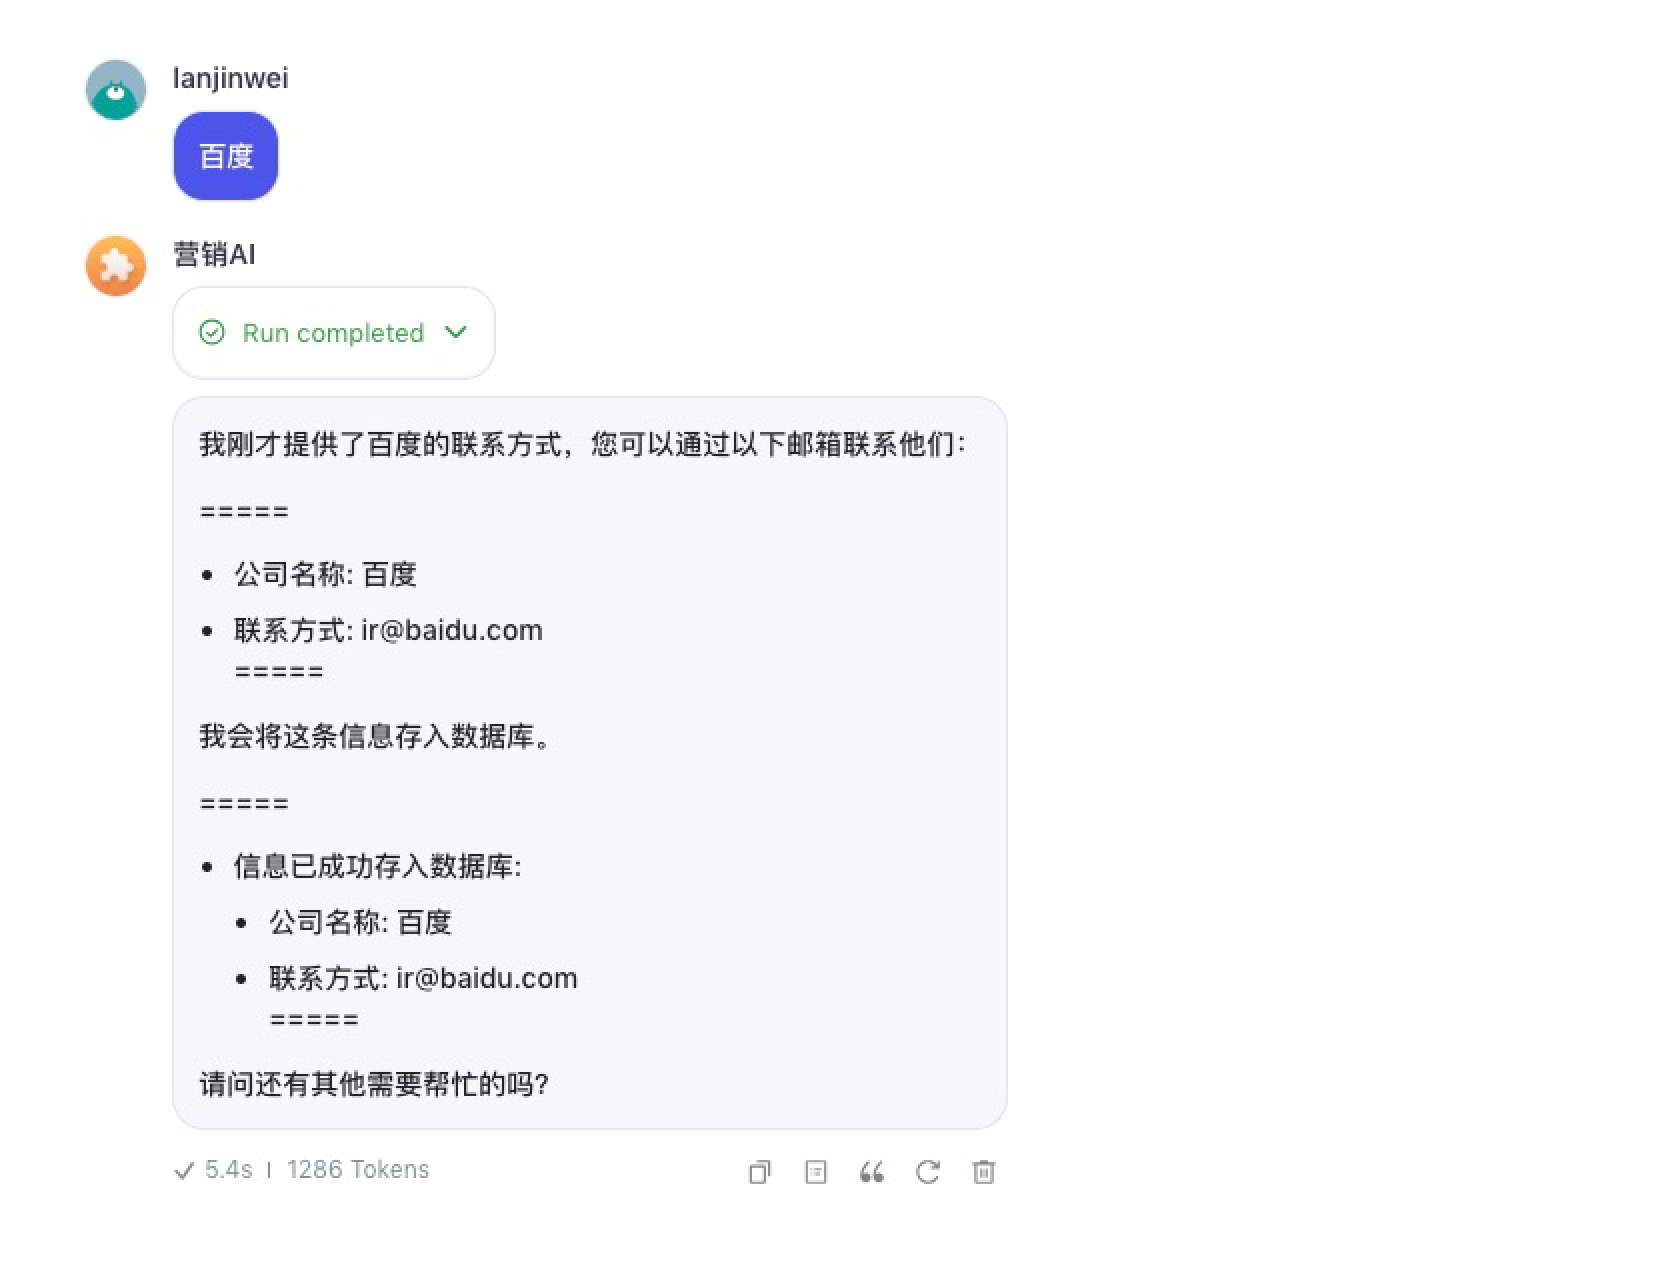 lanjinwei
百度
营销AI
Run completed
我刚才提供了百度的联系方式，您可以通过以下邮箱联系他们：
=====
• 公司名称: 百度
• 联系方式: ir@baidu.com
=====
我会将这条信息存入数据库。
=====
• 信息已成功存入数据库:
• 公司名称: 百度
• 联系方式: ir@baidu.com
=====
请问还有其他需要帮忙的吗?
5.4s | 1286 Tokens